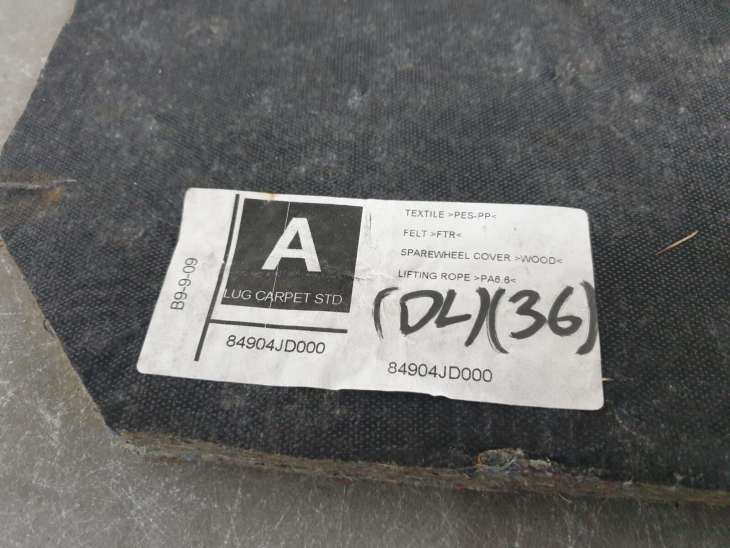 B9-9-09
A
LUG CARPET STD
84904JD000
TEXTILE >PES-PP<
FELT >FTR<
SPAREWHEEL COVER >WOOD<
LIFTING ROPE >PA6.6<
(DL)(36)
84904JD000